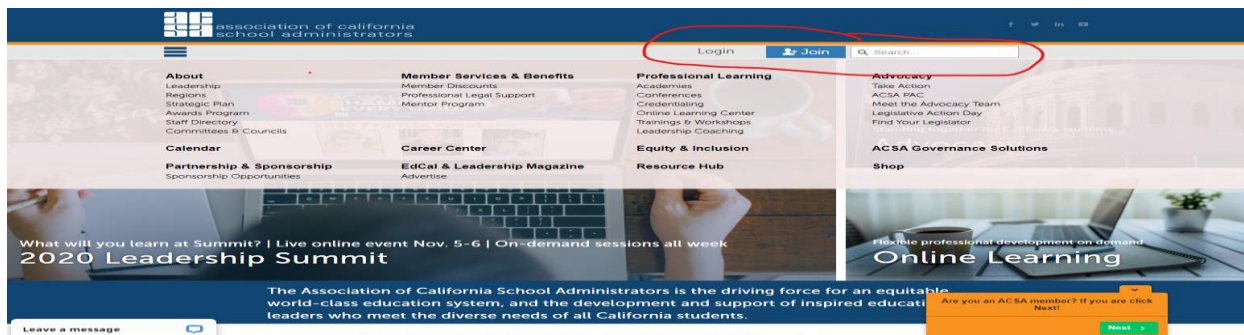 association of california
school administrators
Login
Join
Search...
About
Leadership
Regions
Strategic Plan
Awards Program
Staff Directory
Committees & Councils
Member Services & Benefits
Member Discounts
Professional Legal Support
Mentor Program
Professional Learning
Academies
Conferences
Credentialing
Online Learning Center
Trainings & Workshops
Leadership Coaching
Advocacy
Take Action
ACSA PAC
Meet the Advocacy Team
Legislative Action Day
Find Your Legislator
Standing together for California students
Calendar
Career Center
Equity & Inclusion
ACSA Governance Solutions
Partnership & Sponsorship
Sponsorship Opportunities
EdCal & Leadership Magazine
Advertise
Resource Hub
Shop
What will you learn at Summit? | Live online event Nov. 5-6 | On-demand sessions all week
2020 Leadership Summit
Flexible professional development on demand
Online Learning
The Association of California School Administrators is the driving force for an equitable
world-class education system, and the development and support of inspired educati
leaders who meet the diverse needs of all California students.
Are you an ACSA member? If you are click
Next!
Next >
Leave a message